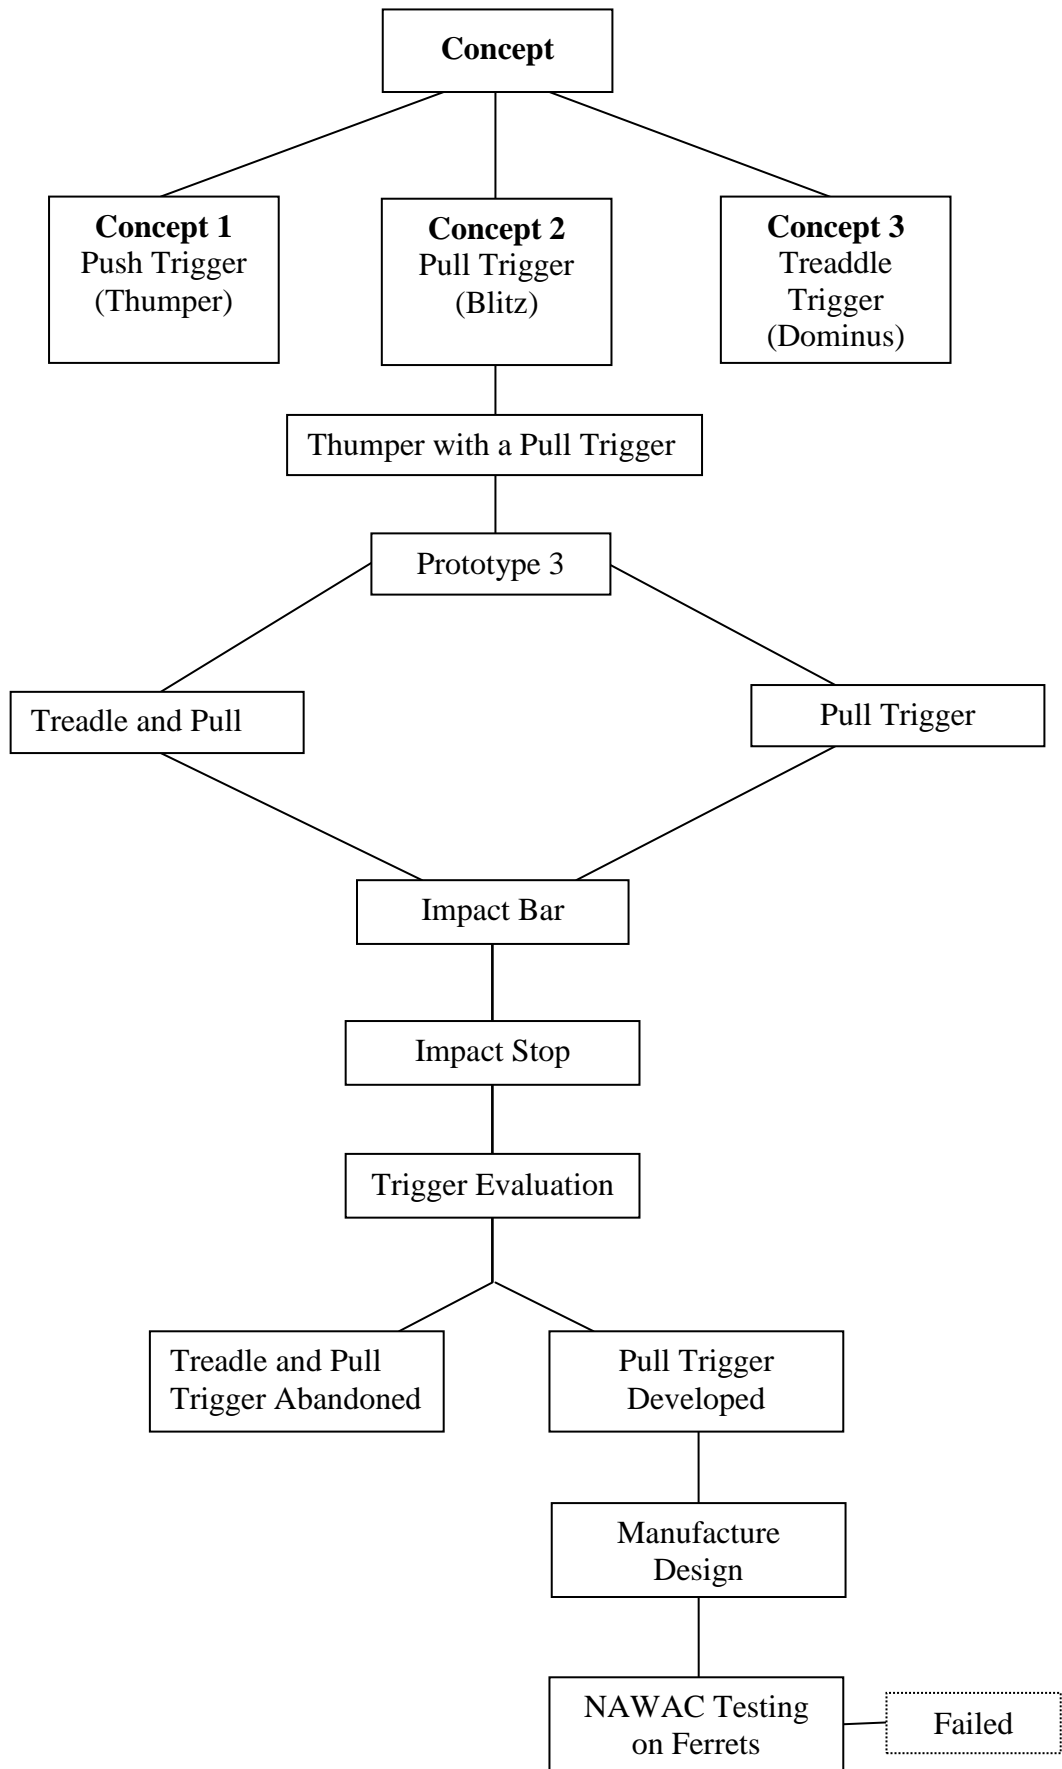 Concept
Concept 1
Push Trigger
(Thumper)
Concept 2
Pull Trigger
(Blitz)
Concept 3
Treaddle
Trigger
(Dominus)
Thumper with a Pull Trigger
Prototype 3
Treadle and Pull
Pull Trigger
Impact Bar
Impact Stop
Trigger Evaluation
Treadle and Pull
Trigger Abandoned
Pull Trigger
Developed
Manufacture
Design
NAWAC Testing
on Ferrets
Failed